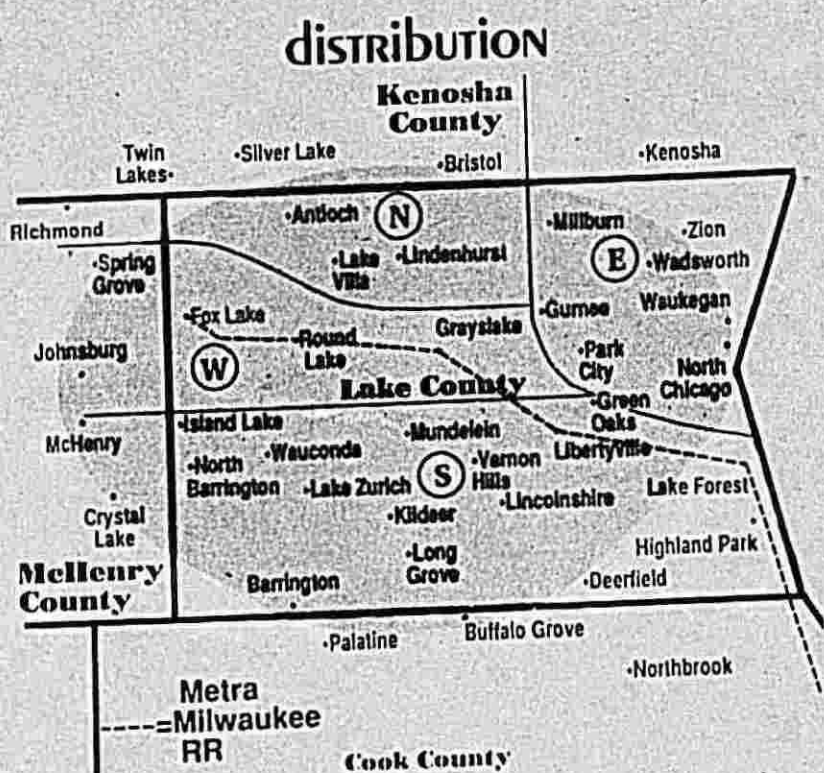 distribution
Kenosha
County
Twin
Lakes
Silver Lake
Bristol
Kenosha
Richmond
Antioch
N
Millburn
Zion
Spring
Grove
Lake
Villa
Lindenhurst
E
Wadsworth
Fox Lake
Grayslake
Gurnee
Waukegan
Johnsburg
Round
Lake
W
Park
City
North
Chicago
Lake County
Green
Oaks
McHenry
Island Lake
Mundelein
Libertyville
North
Barrington
Wauconda
Lake Zurich
S
Vernon
Hills
Lincolnshire
Lake Forest
Crystal
Lake
Kildeer
Highland Park
McHenry
County
Barrington
Long
Grove
Deerfield
Palatine
Buffalo Grove
Northbrook
Metra
----=Milwaukee
RR
Cook County